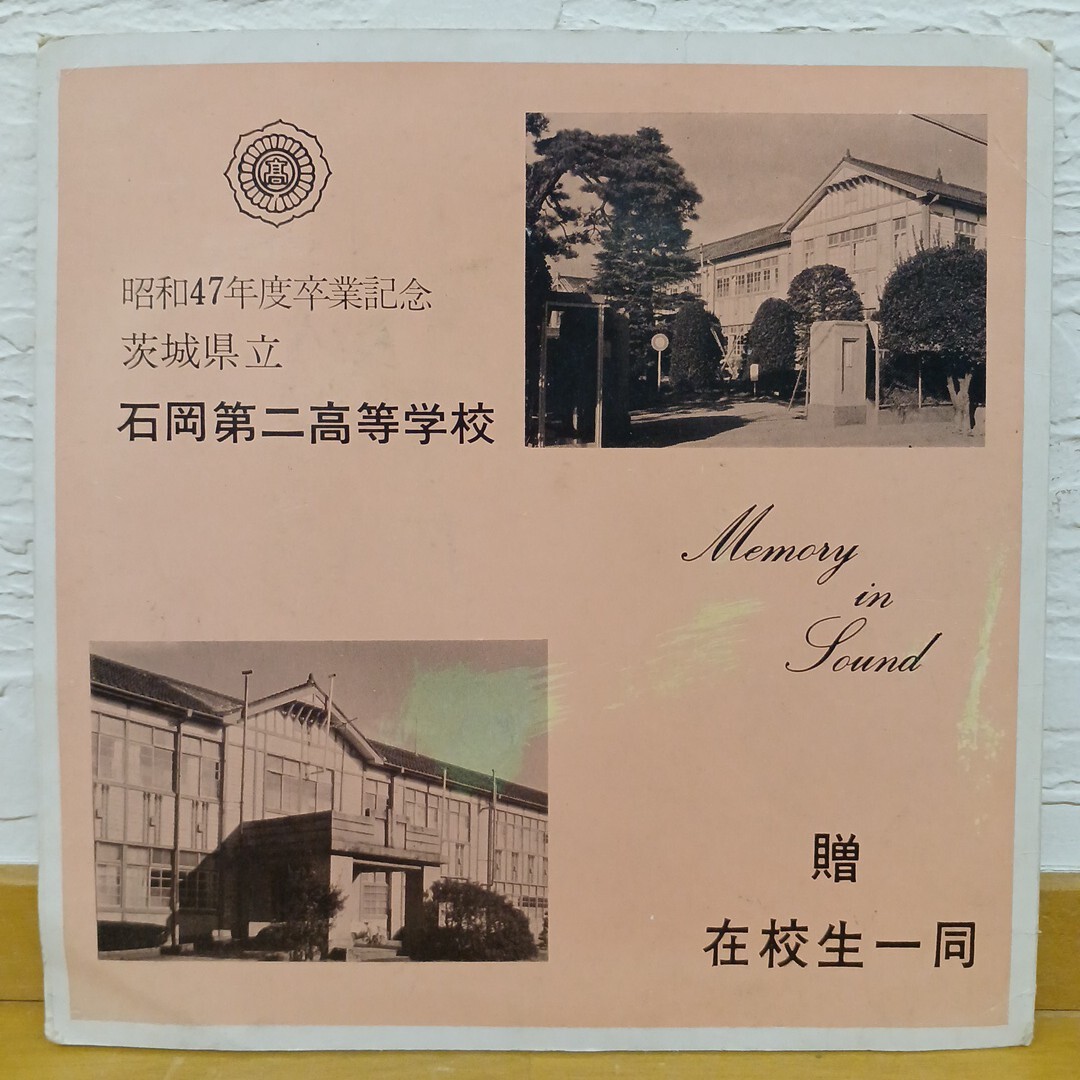 高
昭和47年度卒業記念
茨城県立
石岡第二高等学校
Memory
in
Sound
贈
在校生一同